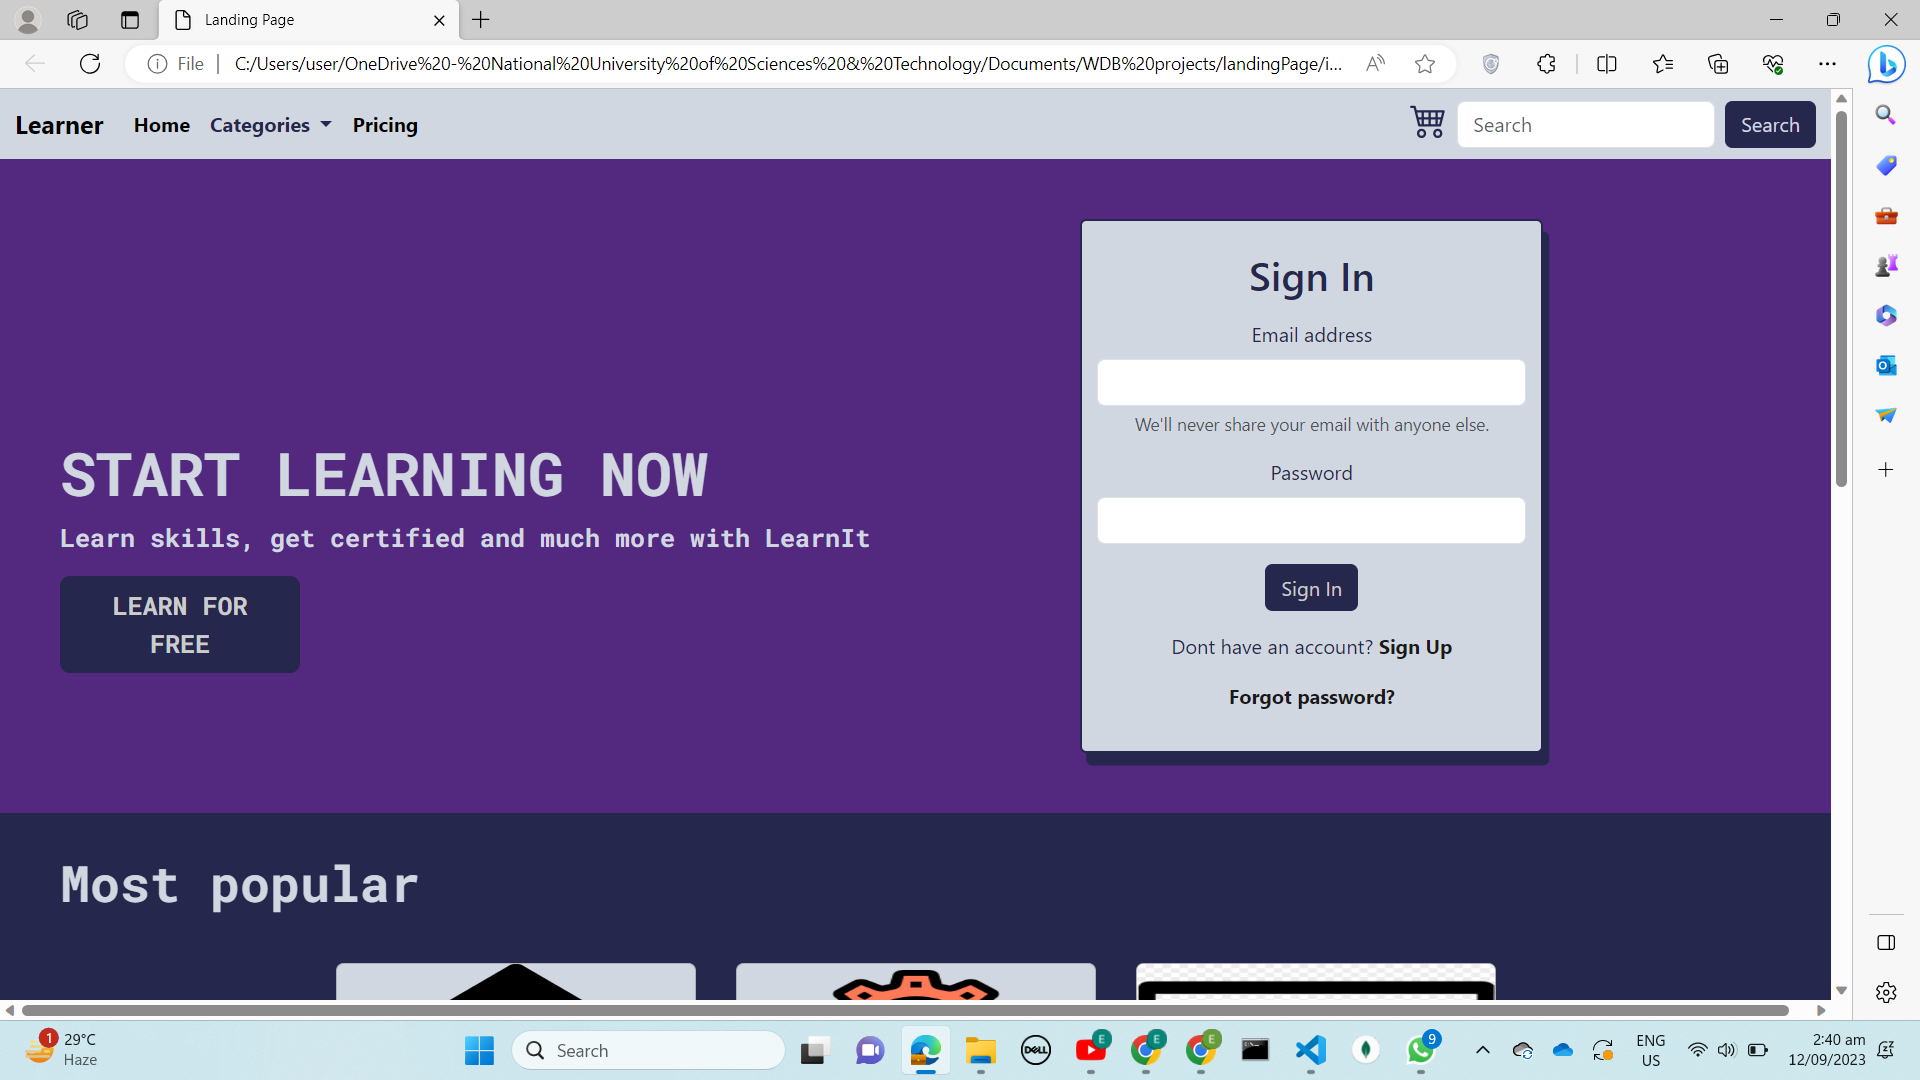 Landing Page
File
C:/Users/user/OneDrive%20-%20National%20University%20of%20Sciences%20&%20Technology/Documents/WDB%20projects/landingPage/i...
Learner Home Categories Pricing
Search Search
Sign In
Email address
We'll never share your email with anyone else.
Password
Sign In
Dont have an account? Sign Up
Forgot password?
START LEARNING NOW
Learn skills, get certified and much more with LearnIt
LEARN FOR
FREE
Most popular
1
29°C
Haze
Search
DELL
E
E
E
9
ENG
US
2:40 am
12/09/2023